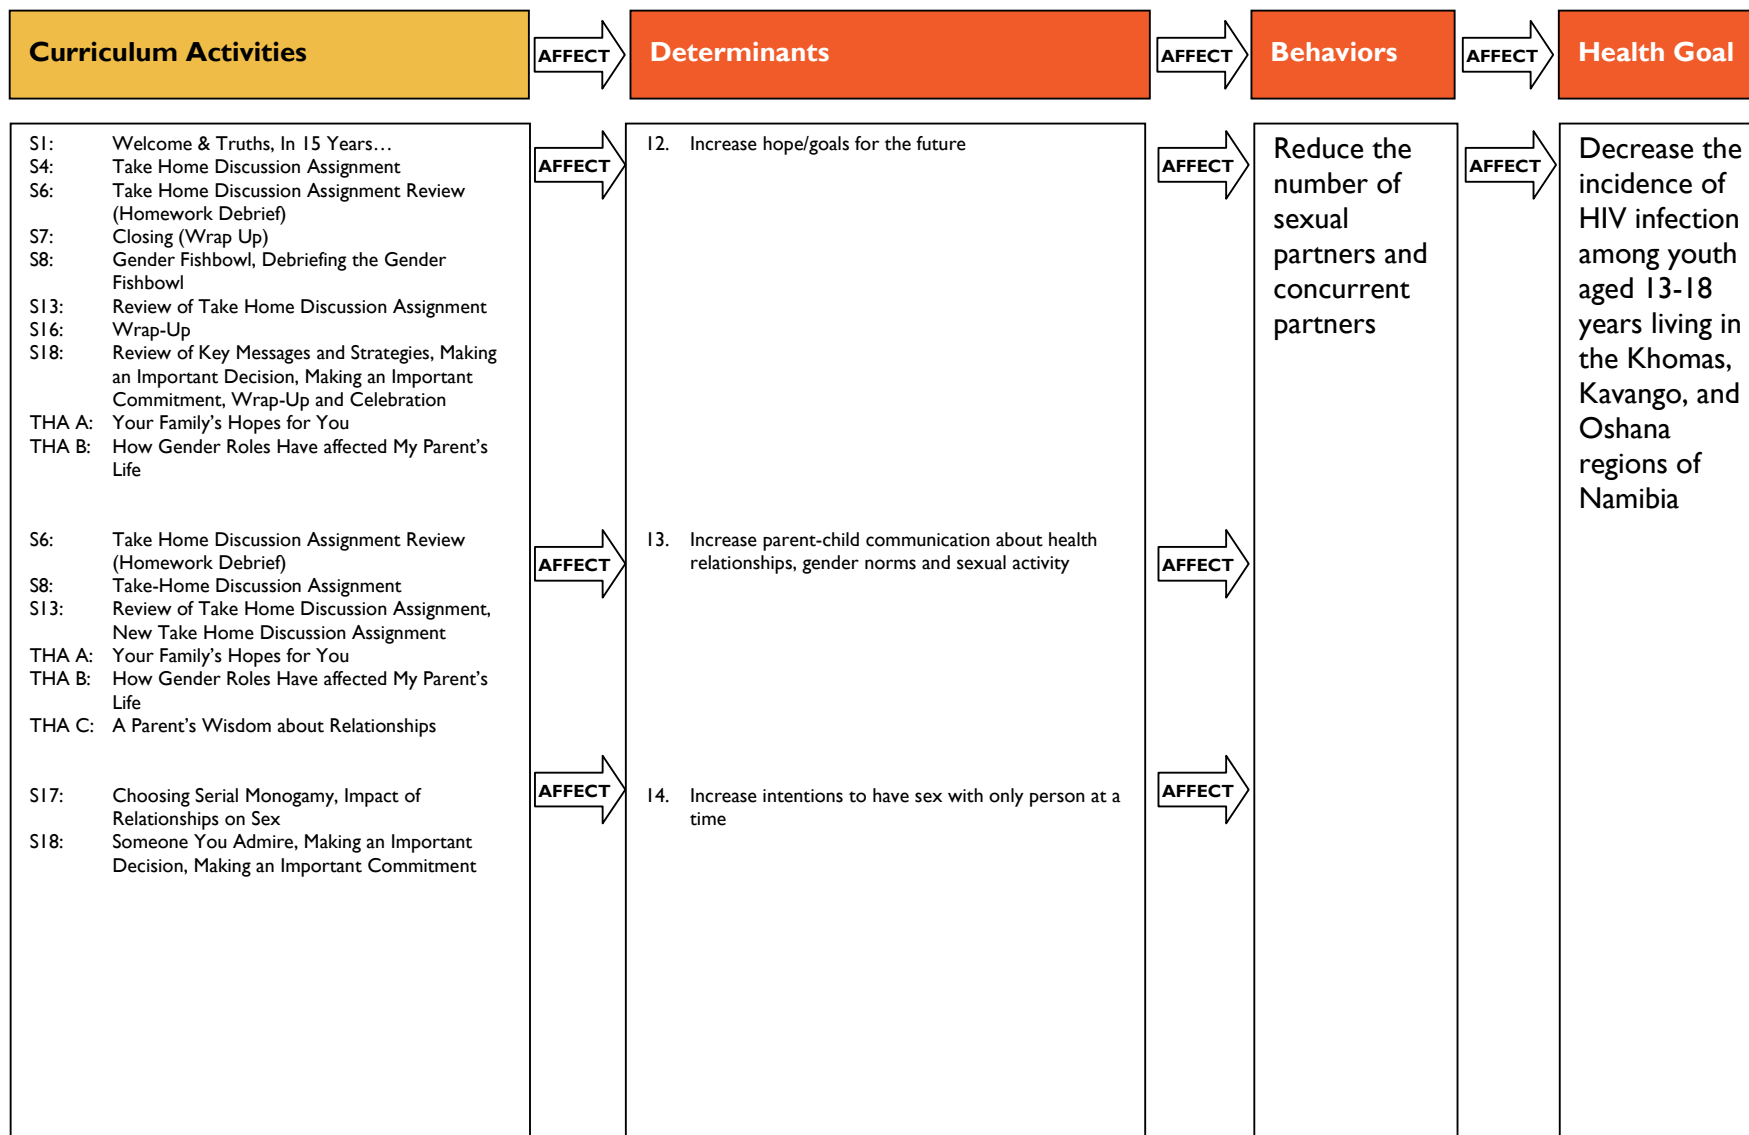 Curriculum Activities
AFFECT
Determinants
AFFECT
Behaviors
AFFECT
Health Goal
S1: Welcome & Truths, In 15 Years…
S4: Take Home Discussion Assignment
S6: Take Home Discussion Assignment Review
(Homework Debrief)
S7: Closing (Wrap Up)
S8: Gender Fishbowl, Debriefing the Gender
Fishbowl
S13: Review of Take Home Discussion Assignment
S16: Wrap-Up
S18: Review of Key Messages and Strategies, Making
an Important Decision, Making an Important
Commitment, Wrap-Up and Celebration
THA A: Your Family’s Hopes for You
THA B: How Gender Roles Have affected My Parent’s
Life
AFFECT
12. Increase hope/goals for the future
AFFECT
S6: Take Home Discussion Assignment Review
(Homework Debrief)
S8: Take-Home Discussion Assignment
S13: Review of Take Home Discussion Assignment,
New Take Home Discussion Assignment
THA A: Your Family’s Hopes for You
THA B: How Gender Roles Have affected My Parent’s
Life
THA C: A Parent’s Wisdom about Relationships
AFFECT
13. Increase parent-child communication about health
relationships, gender norms and sexual activity
AFFECT
S17: Choosing Serial Monogamy, Impact of
Relationships on Sex
S18: Someone You Admire, Making an Important
Decision, Making an Important Commitment
AFFECT
14. Increase intentions to have sex with only person at a
time
AFFECT
Reduce the
number of
sexual
partners and
concurrent
partners
AFFECT
Decrease the
incidence of
HIV infection
among youth
aged 13-18
years living in
the Khomas,
Kavango, and
Oshana
regions of
Namibia